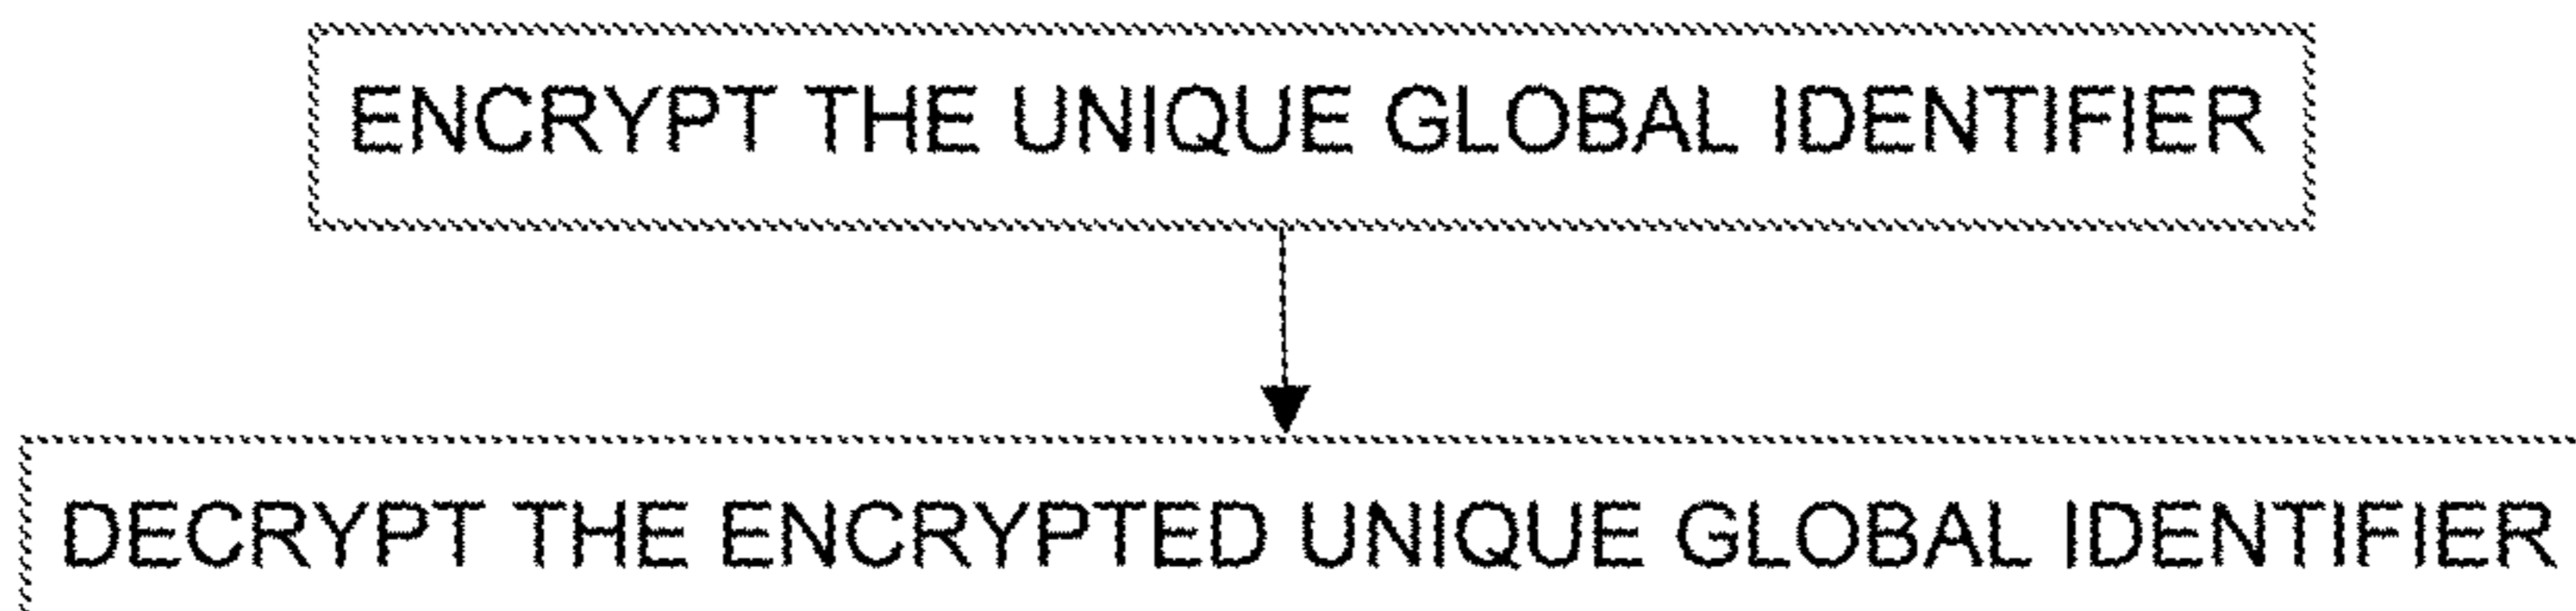 ENCRYPT THE UNIQUE GLOBAL IDENTIFIER
DECRYPT THE ENCRYPTED UNIQUE GLOBAL IDENTIFIER